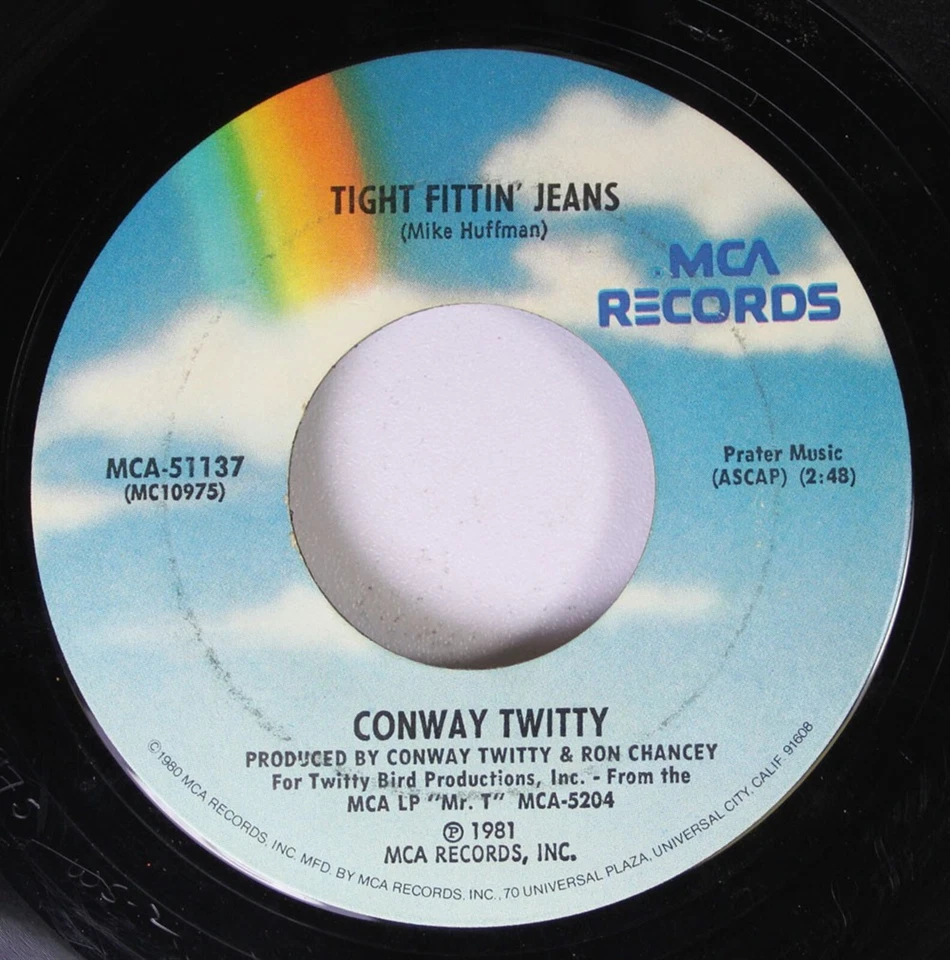 TIGHT FITTIN' JEANS
(Mike Huffman)
MCA
RECORDS
MCA-51137
(MC10975)
Prater Music
(ASCAP) (2:48)
CONWAY TWITTY
PRODUCED BY CONWAY TWITTY & RON CHANCEY
For Twitty Bird Productions, Inc. - From the
MCA LP "Mr. T" MCA-5204
℗ 1981
MCA RECORDS, INC.
©1980 MCA RECORDS, INC. MFD. BY MCA RECORDS, INC., 70 UNIVERSAL PLAZA, UNIVERSAL CITY, CALIF. 91608